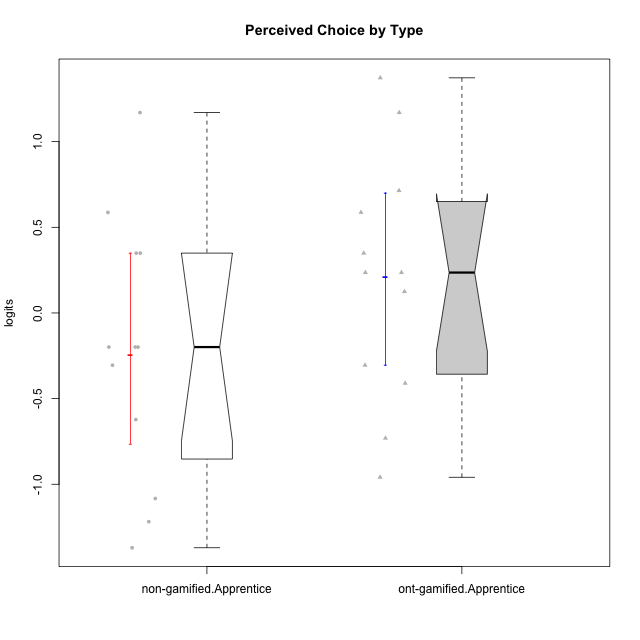 Perceived Choice by Type
logits
1.0
0.5
0.0
-0.5
-1.0
non-gamified.Apprentice
ont-gamified.Apprentice